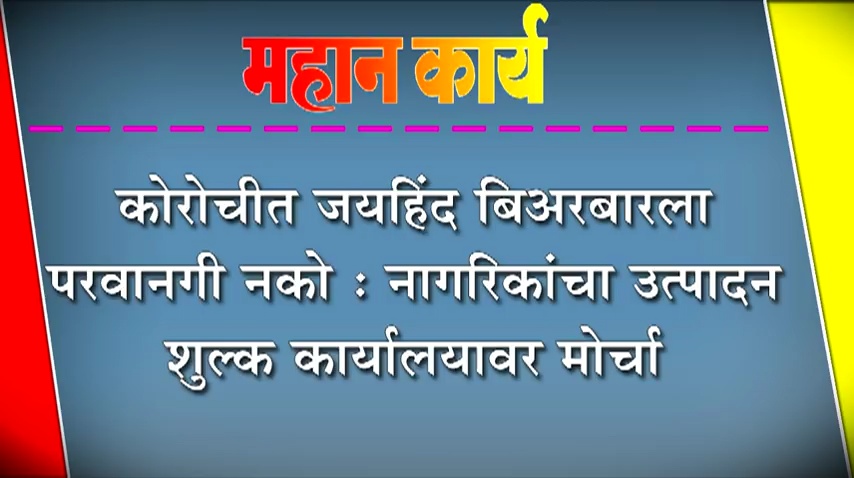 महान कार्य
कोरोचीत जयहिंद बिअरबारला
परवानगी नको : नागरिकांचा उत्पादन
शुल्क कार्यालयावर मोर्चा